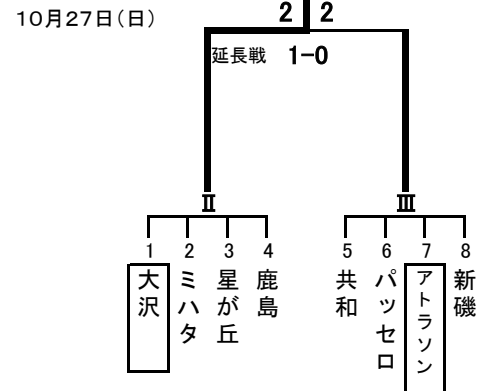 10月27日(日)
2 2
延長戦 1-0
Ⅱ Ⅲ
1 2 3 4 5 6 7 8
大沢
ミハタ
星が丘
鹿島
共和
パッセロ
アトラソン
新磯